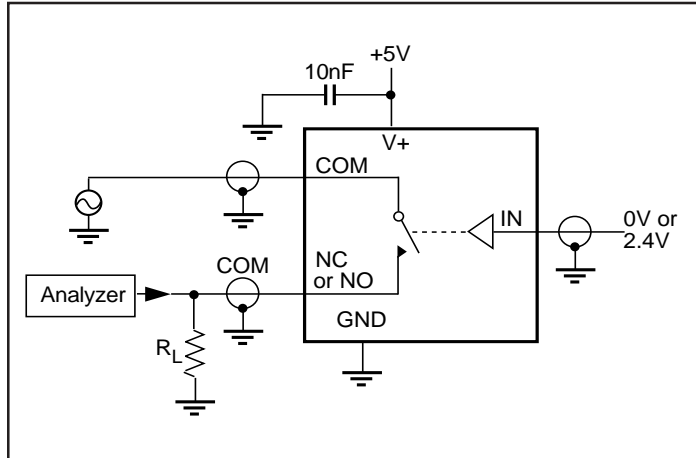 +5V
10nF
V+
COM
IN
0V or
2.4V
COM
NC
or NO
Analyzer
GND
RL